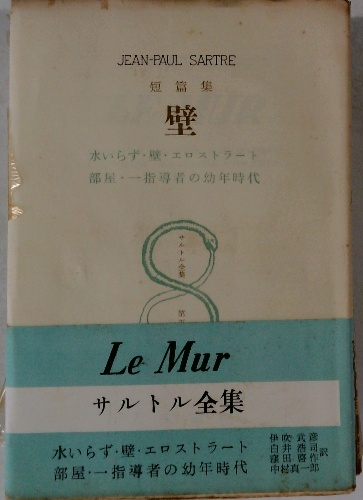 JEAN-PAUL SARTRE
短篇集
壁
水いらず・壁・エロストラート
部屋・一指導者の幼年時代
サルトル全集 第
Le Mur
サルトル全集
水いらず・壁・エロストラート
部屋・一指導者の幼年時代
伊吹武彦
白井浩司
窪田啓作
中村真一郎
訳